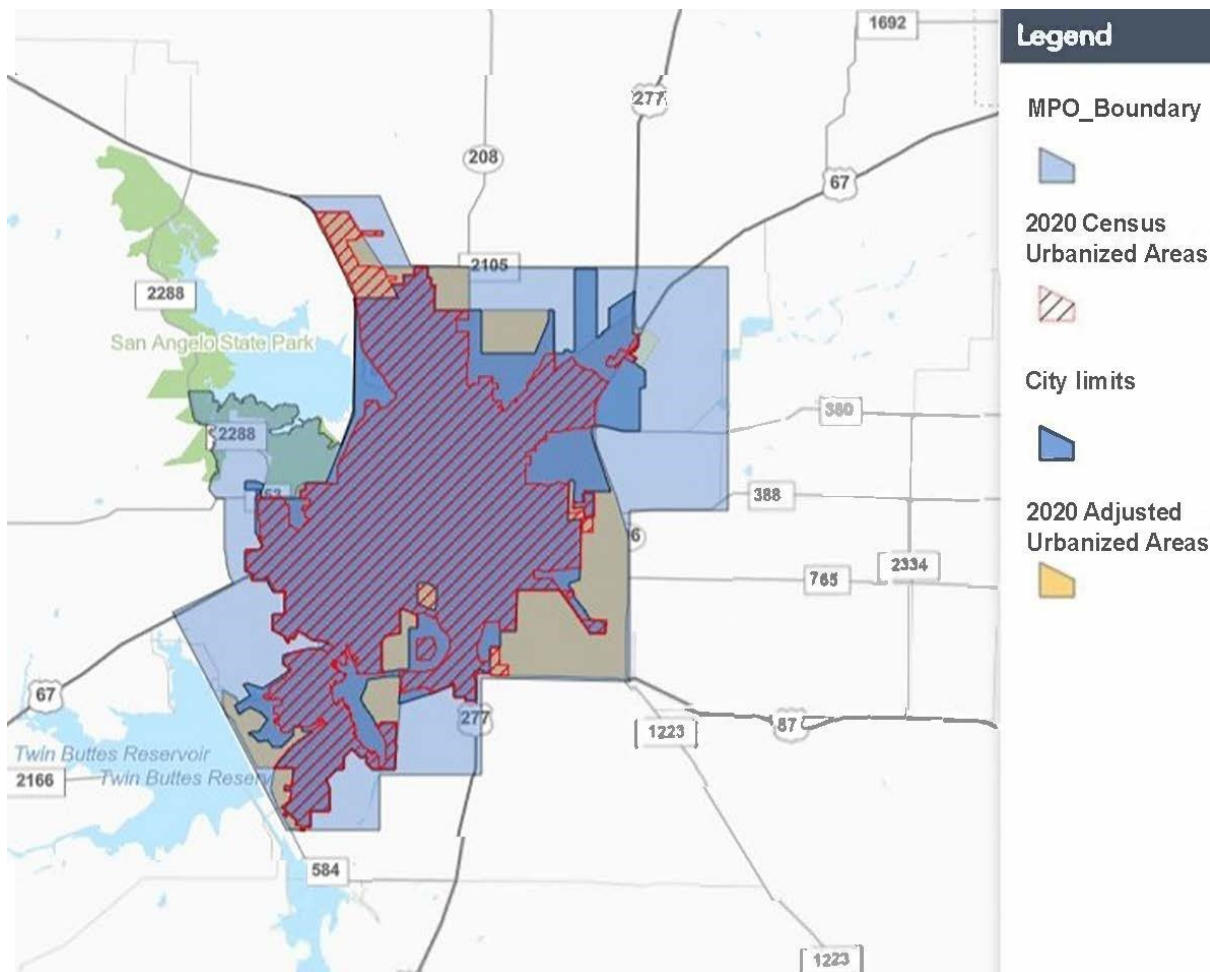 1692
Legend
277
MPO_Boundary
208
67
2020 Census
Urbanized Areas
2105
2288
San Angelo State Park
City limits
380
2288
388
2020 Adjusted
Urbanized Areas
6
2334
765
67
277
87
1223
Twin Buttes Reservoir
2166
Twin Buttes Reserv
584
1223